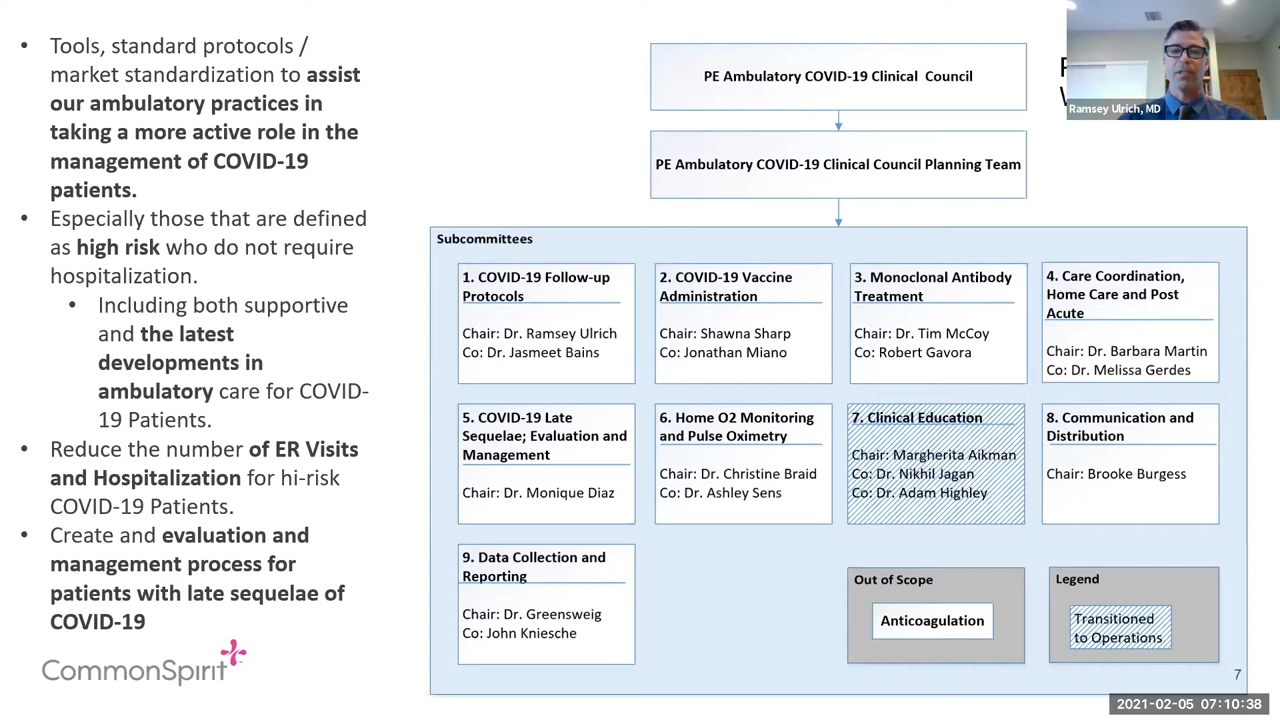 • Tools, standard protocols /
market standardization to assist
our ambulatory practices in
taking a more active role in the
management of COVID-19
patients.
• Especially those that are defined
as high risk who do not require
hospitalization.
• Including both supportive
and the latest
developments in
ambulatory care for COVID-
19 Patients.
• Reduce the number of ER Visits
and Hospitalization for hi-risk
COVID-19 Patients.
• Create and evaluation and
management process for
patients with late sequelae of
COVID-19
CommonSpirit
PE Ambulatory COVID-19 Clinical Council
PE Ambulatory COVID-19 Clinical Council Planning Team
Subcommittees
1. COVID-19 Follow-up
Protocols
Chair: Dr. Ramsey Ulrich
Co: Dr. Jasmeet Bains
2. COVID-19 Vaccine
Administration
Chair: Shawna Sharp
Co: Jonathan Miano
3. Monoclonal Antibody
Treatment
Chair: Dr. Tim McCoy
Co: Robert Gavora
4. Care Coordination,
Home Care and Post
Acute
Chair: Dr. Barbara Martin
Co: Dr. Melissa Gerdes
5. COVID-19 Late
Sequelae; Evaluation and
Management
Chair: Dr. Monique Diaz
6. Home O2 Monitoring
and Pulse Oximetry
Chair: Dr. Christine Braid
Co: Dr. Ashley Sens
7. Clinical Education
Chair: Margherita Aikman
Co: Dr. Nikhil Jagan
Co: Dr. Adam Highley
8. Communication and
Distribution
Chair: Brooke Burgess
9. Data Collection and
Reporting
Chair: Dr. Greensweig
Co: John Kniesche
Out of Scope
Anticoagulation
Legend
Transitioned
to Operations
7
Ramsey Ulrich, MD
2021-02-05 07:10:38